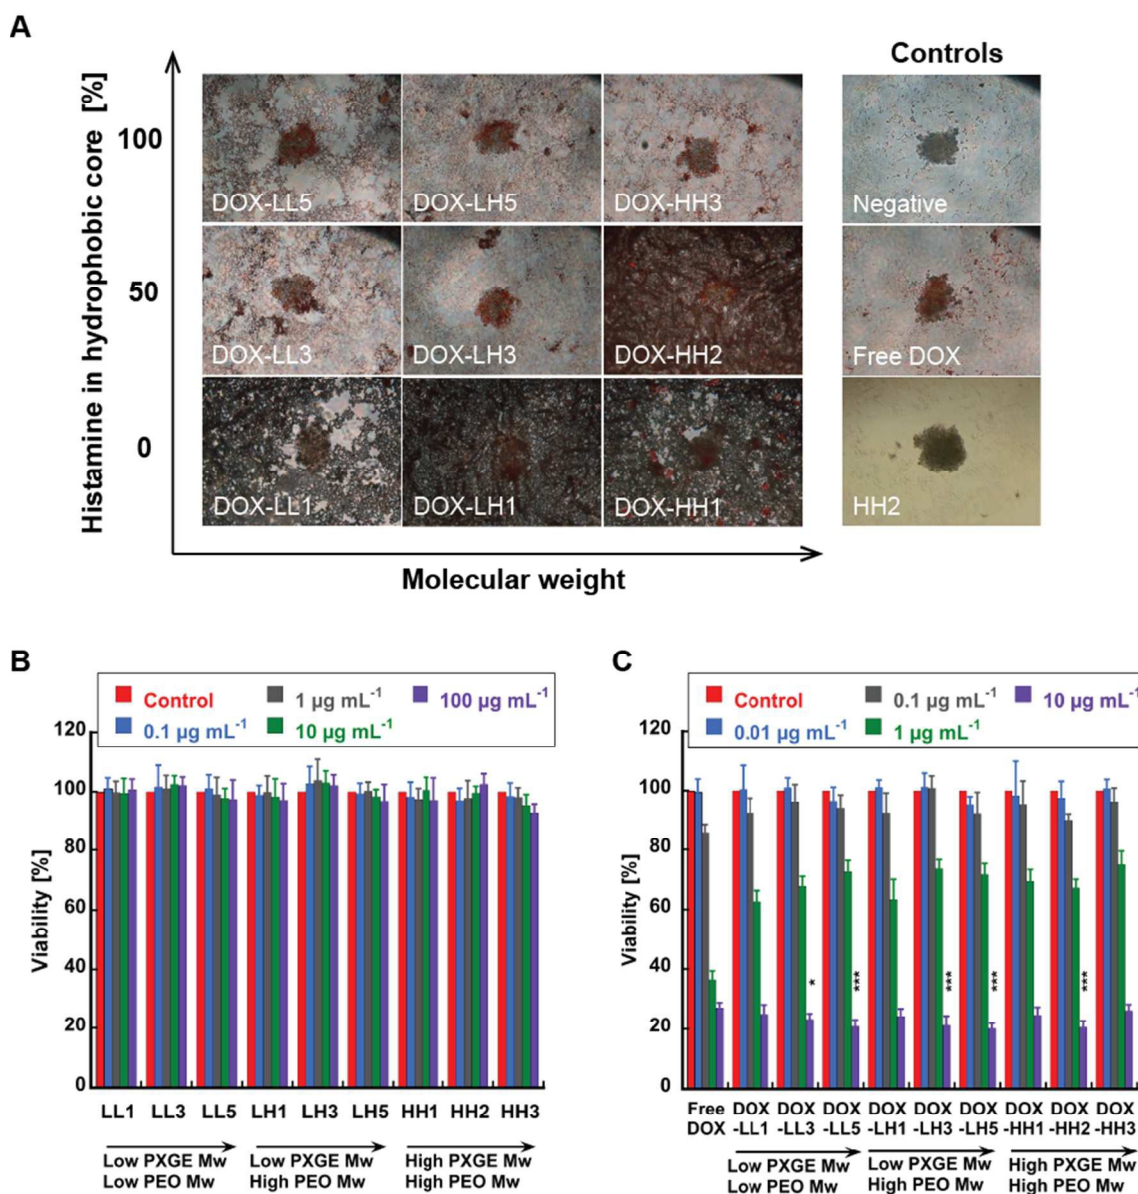 A
Controls
Histamine in hydrophobic core [%]
100
50
0
DOX-LL5
DOX-LH5
DOX-HH3
Negative
DOX-LL3
DOX-LH3
DOX-HH2
Free DOX
DOX-LL1
DOX-LH1
DOX-HH1
HH2
Molecular weight
B
Control
1 µg mL⁻¹
100 µg mL⁻¹
0.1 µg mL⁻¹
10 µg mL⁻¹
Viability [%]
120
100
80
60
40
20
0
LL1 LL3 LL5 LH1 LH3 LH5 HH1 HH2 HH3
Low PXGE Mw
Low PEO Mw
Low PXGE Mw
High PEO Mw
High PXGE Mw
High PEO Mw
C
Control
0.1 µg mL⁻¹
10 µg mL⁻¹
0.01 µg mL⁻¹
1 µg mL⁻¹
Viability [%]
120
100
80
60
40
20
0
* *** *** *** ***
Free DOX DOX DOX DOX DOX DOX DOX DOX DOX
DOX -LL1 -LL3 -LL5 -LH1 -LH3 -LH5 -HH1 -HH2 -HH3
Low PXGE Mw
Low PEO Mw
Low PXGE Mw
High PEO Mw
High PXGE Mw
High PEO Mw